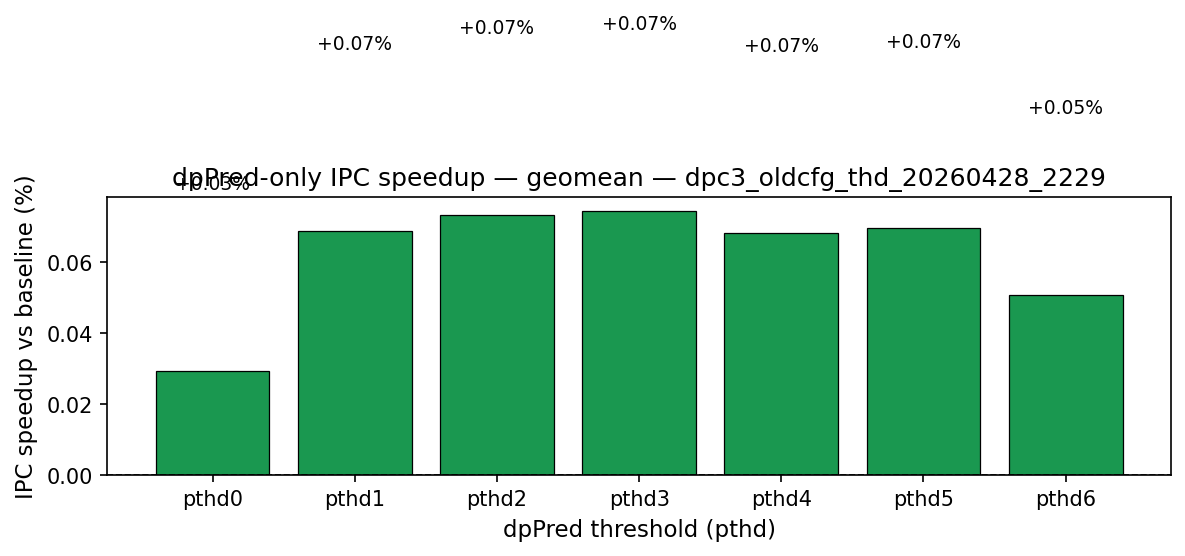 +0.07%
+0.07%
+0.07%
+0.07%
+0.07%
+0.05%
+0.03%
dpPred-only IPC speedup — geomean — dpc3_oldcfg_thd_20260428_2229
IPC speedup vs baseline (%)
0.06
0.04
0.02
0.00
pthd0 pthd1 pthd2 pthd3 pthd4 pthd5 pthd6
dpPred threshold (pthd)